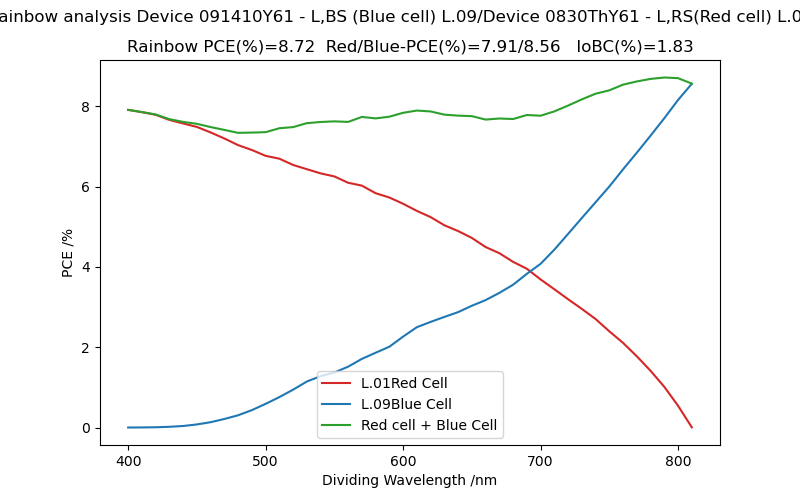 ainbow analysis Device 091410Y61 - L,BS (Blue cell) L.09/Device 0830ThY61 - L,RS(Red cell) L.0
Rainbow PCE(%)=8.72 Red/Blue-PCE(%)=7.91/8.56 IoBC(%)=1.83
8
6
4
2
0
PCE /%
L.01Red Cell
L.09Blue Cell
Red cell + Blue Cell
400 500 600 700 800
Dividing Wavelength /nm